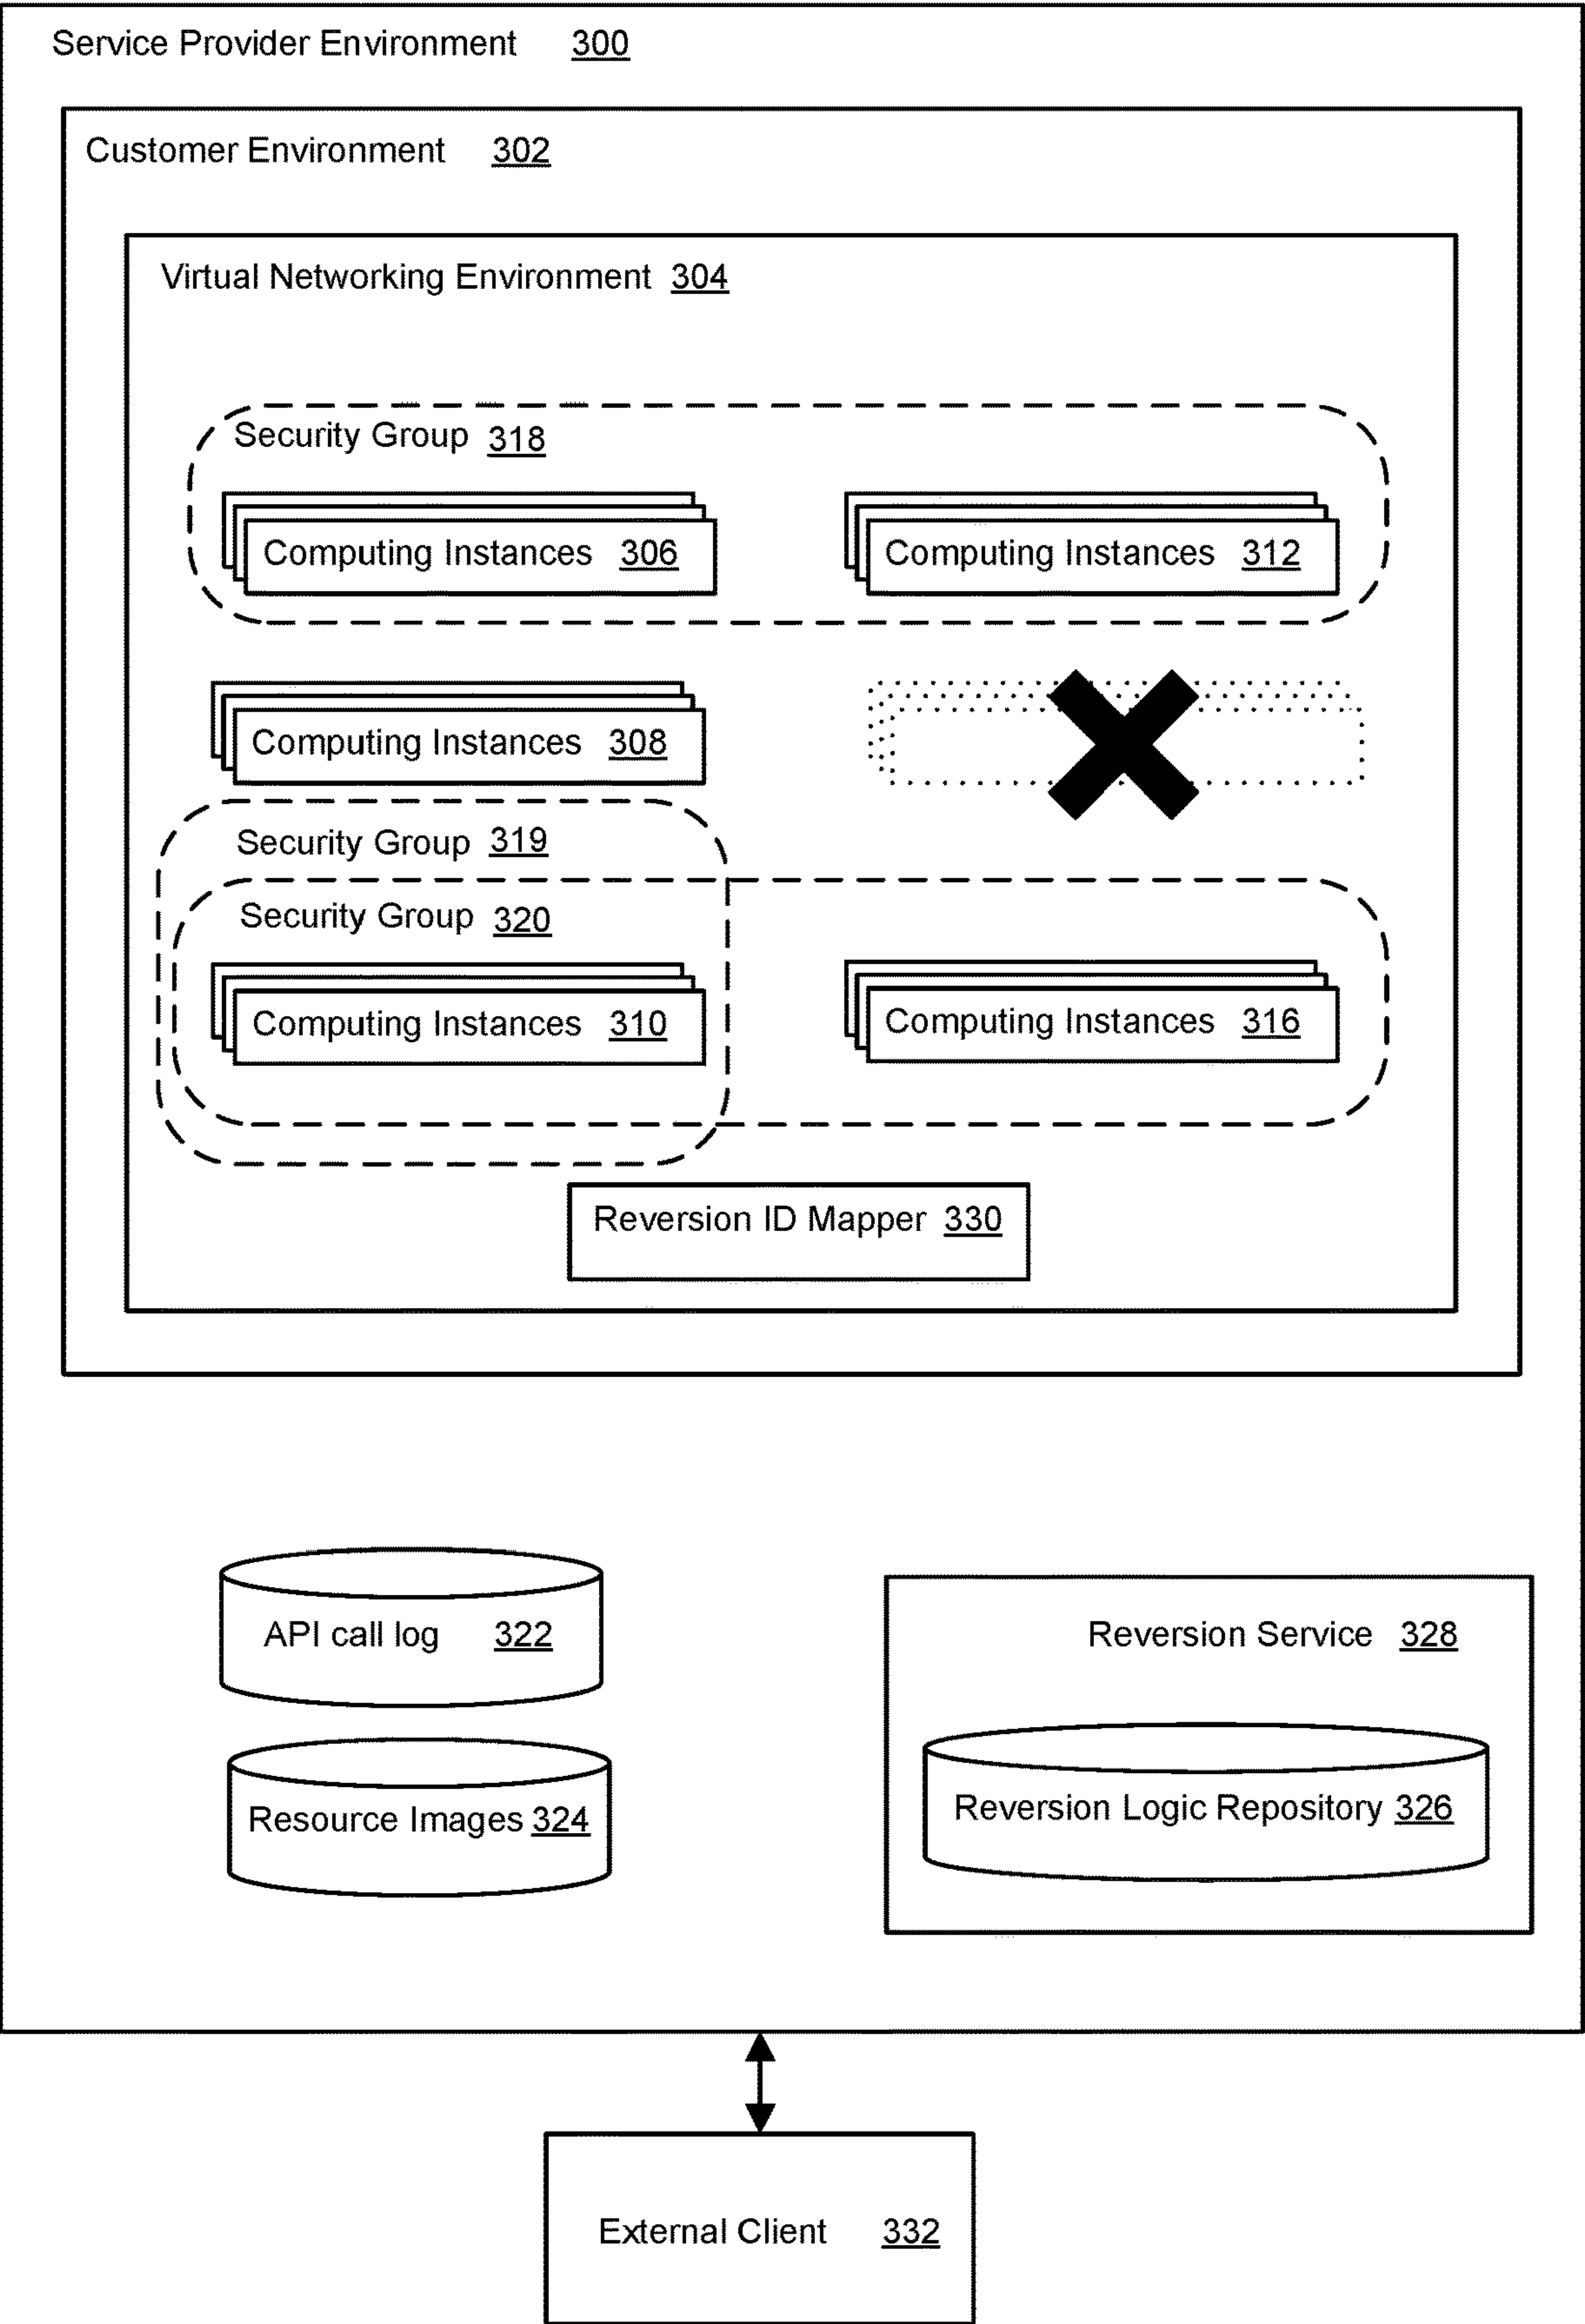 Service Provider Environment 300
Customer Environment 302
Virtual Networking Environment 304
Security Group 318
Computing Instances 306
Computing Instances 312
Computing Instances 308
Security Group 319
Security Group 320
Computing Instances 310
Computing Instances 316
Reversion ID Mapper 330
API call log 322
Reversion Service 328
Resource Images 324
Reversion Logic Repository 326
External Client 332